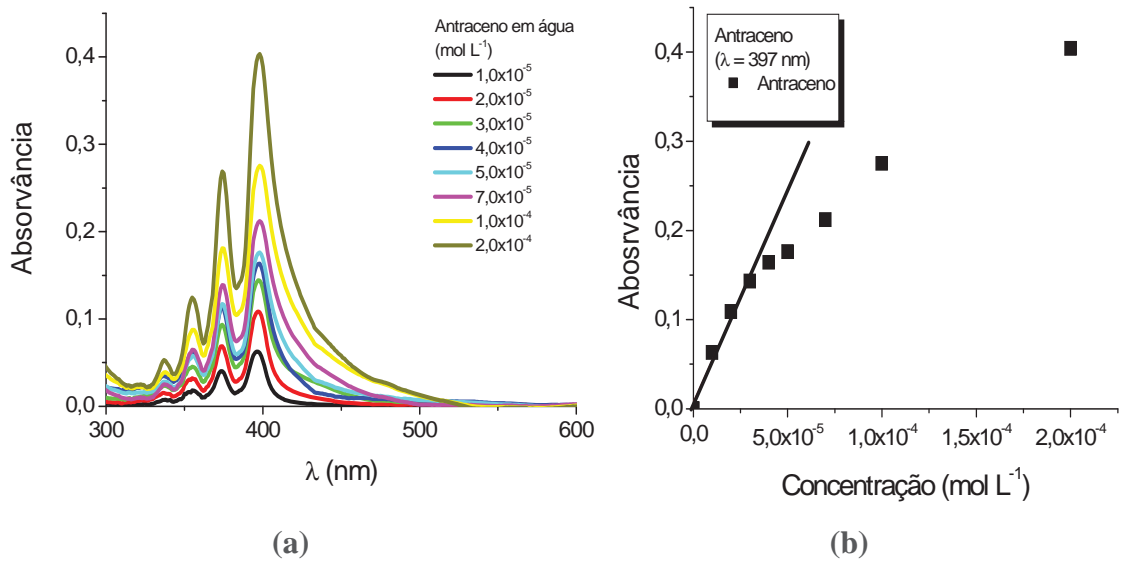 Antraceno em água
(mol L⁻¹)
1,0x10⁻⁵
2,0x10⁻⁵
3,0x10⁻⁵
4,0x10⁻⁵
5,0x10⁻⁵
7,0x10⁻⁵
1,0x10⁻⁴
2,0x10⁻⁴
0,4
0,3
0,2
0,1
0,0
Absorvância
300
400
500
600
λ (nm)
(a)
Antraceno
(λ = 397 nm)
Antraceno
0,4
0,3
0,2
0,1
0,0
Abosrvância
0,0
5,0x10⁻⁵
1,0x10⁻⁴
1,5x10⁻⁴
2,0x10⁻⁴
Concentração (mol L⁻¹)
(b)